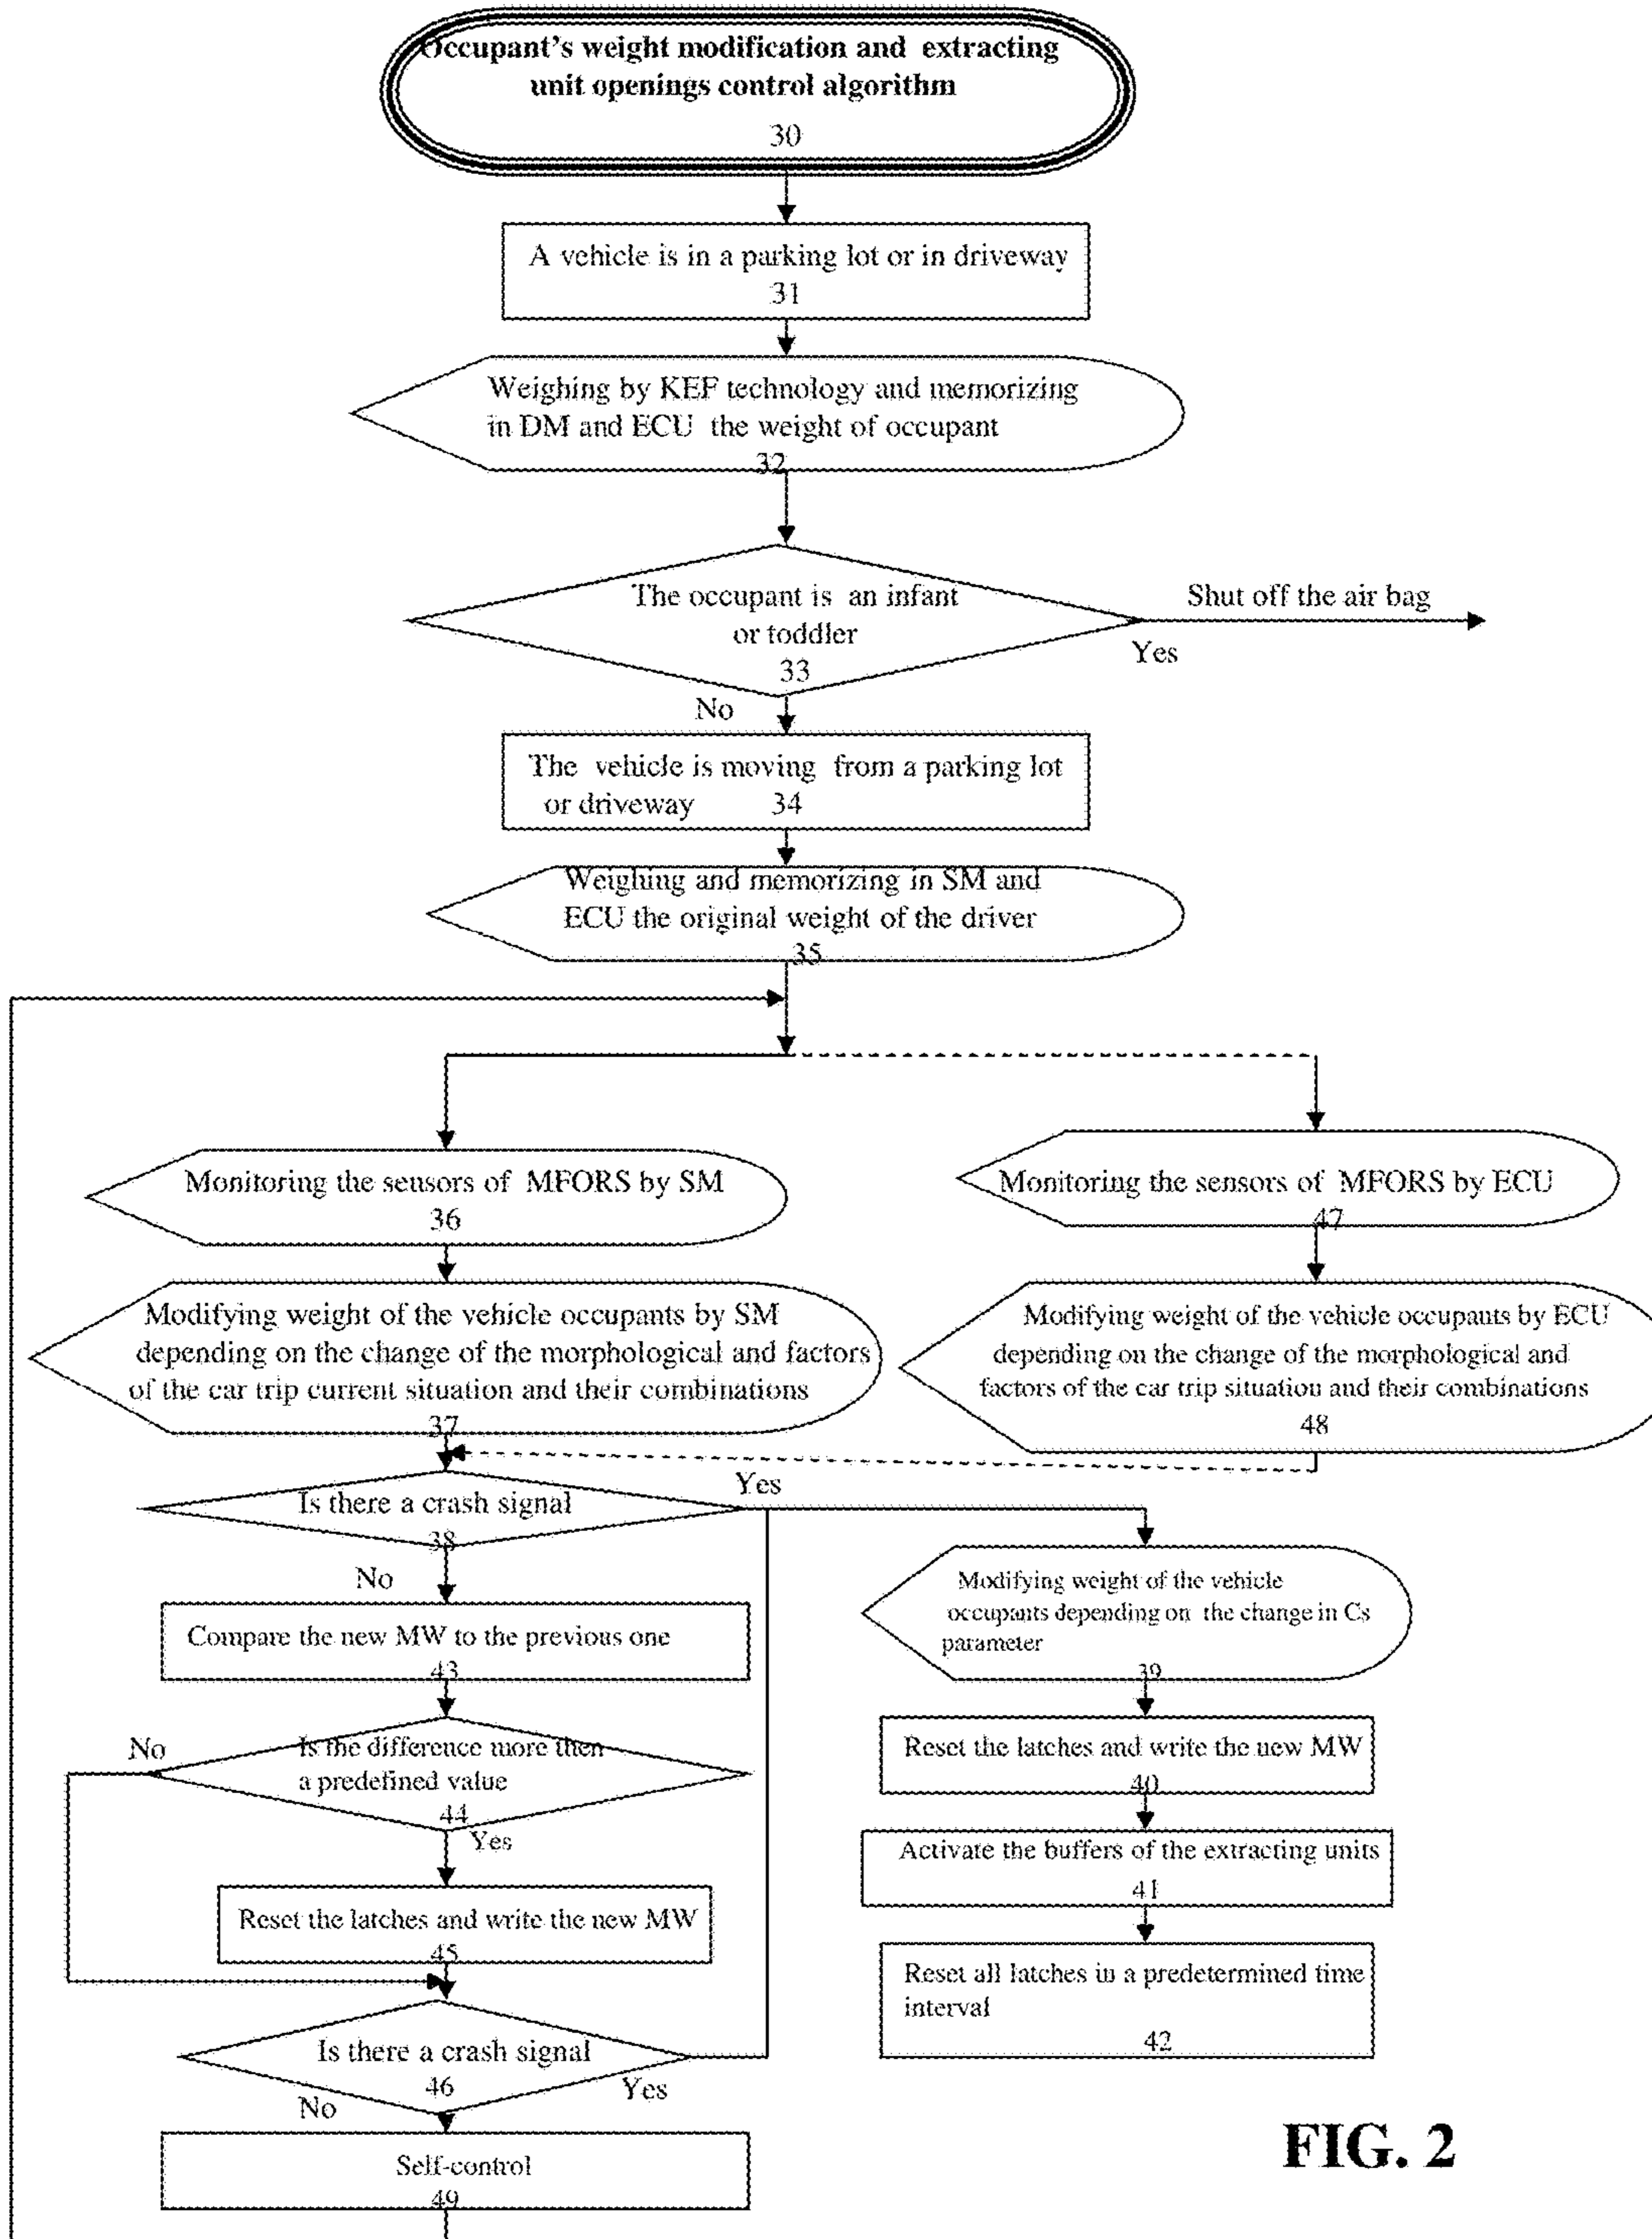 Occupant's weight modification and extracting
unit openings control algorithm
30
A vehicle is in a parking lot or in driveway
31
Weighing by KEF technology and memorizing
in DM and ECU the weight of occupant
32
The occupant is an infant
or toddler
33
Shut off the air bag
Yes
No
The vehicle is moving from a parking lot
or driveway 34
Weighing and memorizing in SM and
ECU the original weight of the driver
35
Monitoring the sensors of MFORS by SM
36
Monitoring the sensors of MFORS by ECU
47
Modifying weight of the vehicle occupants by SM
depending on the change of the morphological and factors
of the car trip current situation and their combinations
37
Modifying weight of the vehicle occupants by ECU
depending on the change of the morphological and
factors of the car trip situation and their combinations
48
Is there a crash signal
38
Yes
No
Modifying weight of the vehicle
occupants depending on the change in Cs
parameter
39
Compare the new MW to the previous one
43
Reset the latches and write the new MW
40
No
Is the difference more then
a predefined value
44
Yes
Activate the buffers of the extracting units
41
Reset the latches and write the new MW
45
Reset all latches in a predetermined time
interval
42
Is there a crash signal
46
Yes
No
Self-control
49
FIG. 2